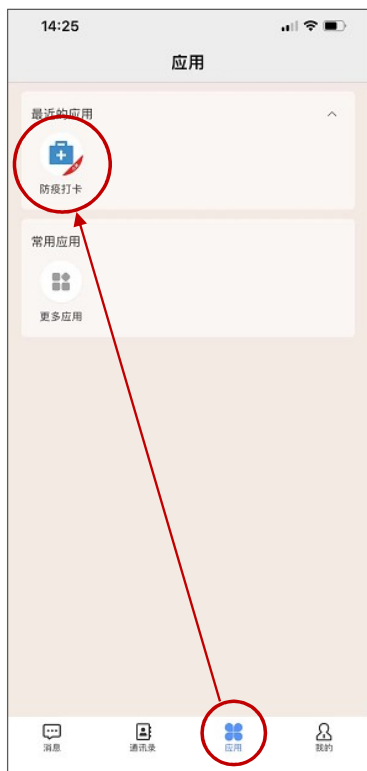 14:25
应用
最近的应用
防疫打卡
常用应用
更多应用
消息
通讯录
应用
我的